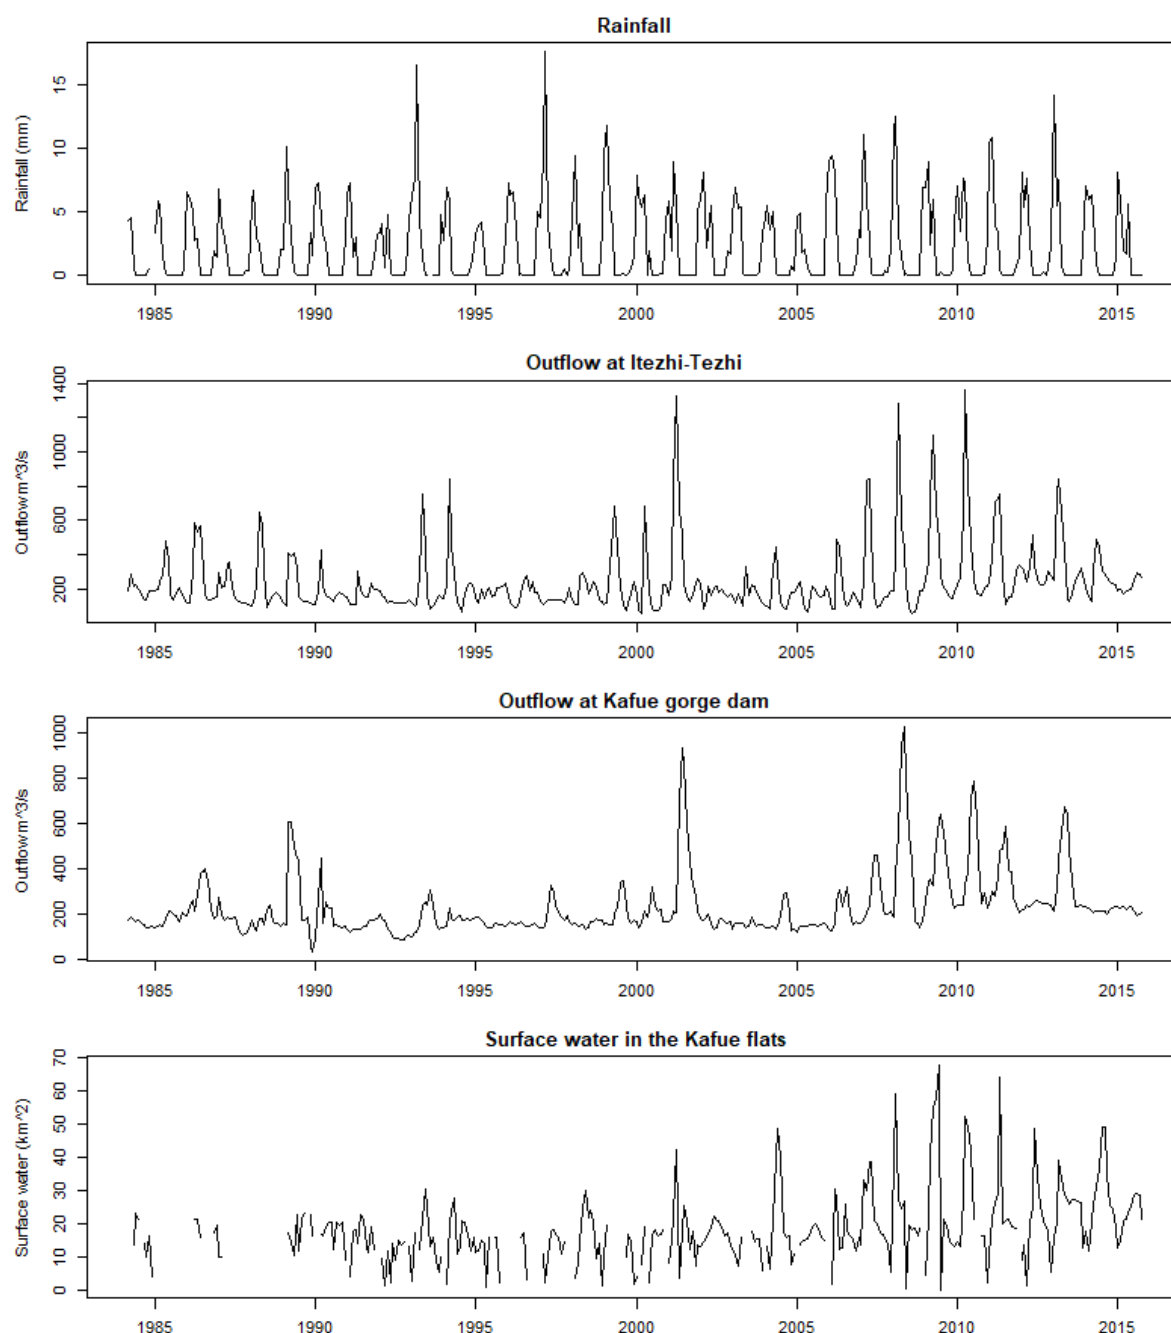 Rainfall
Rainfall (mm)
15
10
5
0
1985 1990 1995 2000 2005 2010 2015
Outflow at Itezhi-Tezhi
Outflowm^3/s
1400
1000
600
200
1985 1990 1995 2000 2005 2010 2015
Outflow at Kafue gorge dam
Outflowm^3/s
1000
800
600
400
200
0
1985 1990 1995 2000 2005 2010 2015
Surface water in the Kafue flats
Surface water (km^2)
70
60
50
40
30
20
10
0
1985 1990 1995 2000 2005 2010 2015